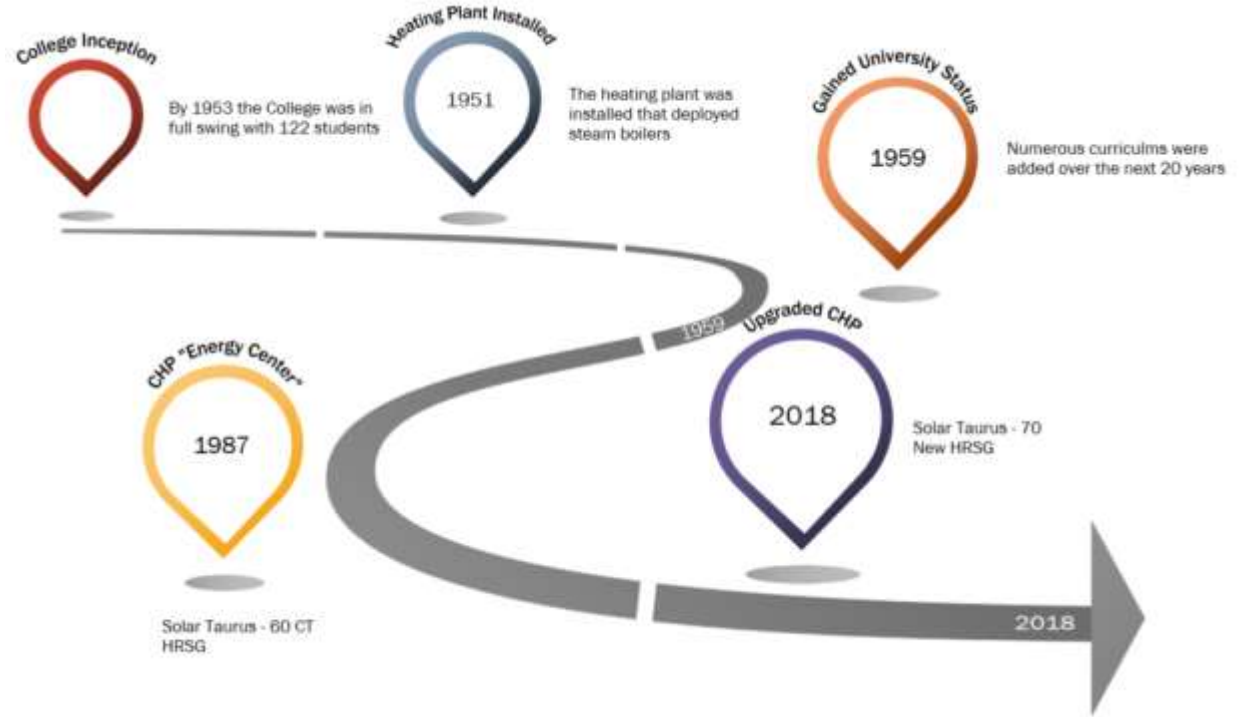 College Inception
By 1953 the College was in
full swing with 122 students
Heating Plant Installed
1951
The heating plant was
installed that deployed
steam boilers
Gained University Status
1959
Numerous curriculms were
added over the next 20 years
1959
CHP "Energy Center"
1987
Solar Taurus - 60 CT
HRSG
Upgraded CHP
2018
Solar Taurus - 70
New HRSG
2018